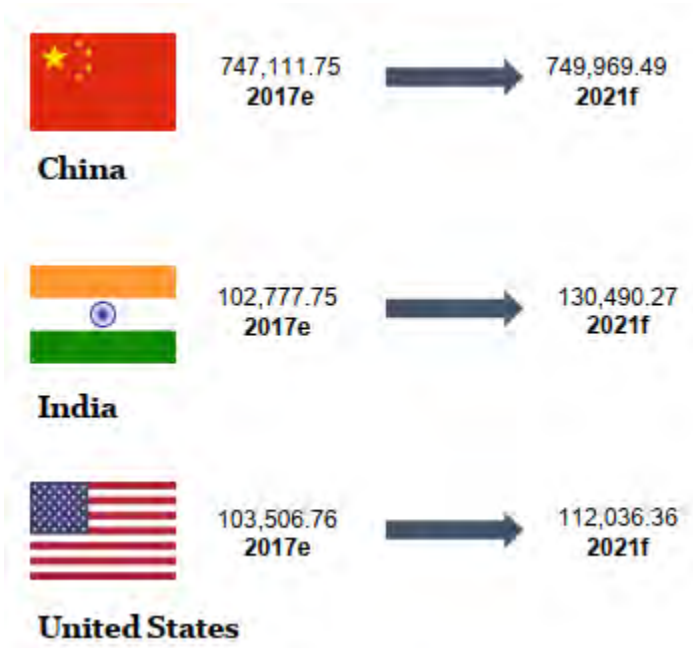 747,111.75 749,969.49
2017e 2021f
China
102,777.75 130,490.27
2017e 2021f
India
103,506.76 112,036.36
2017e 2021f
United States